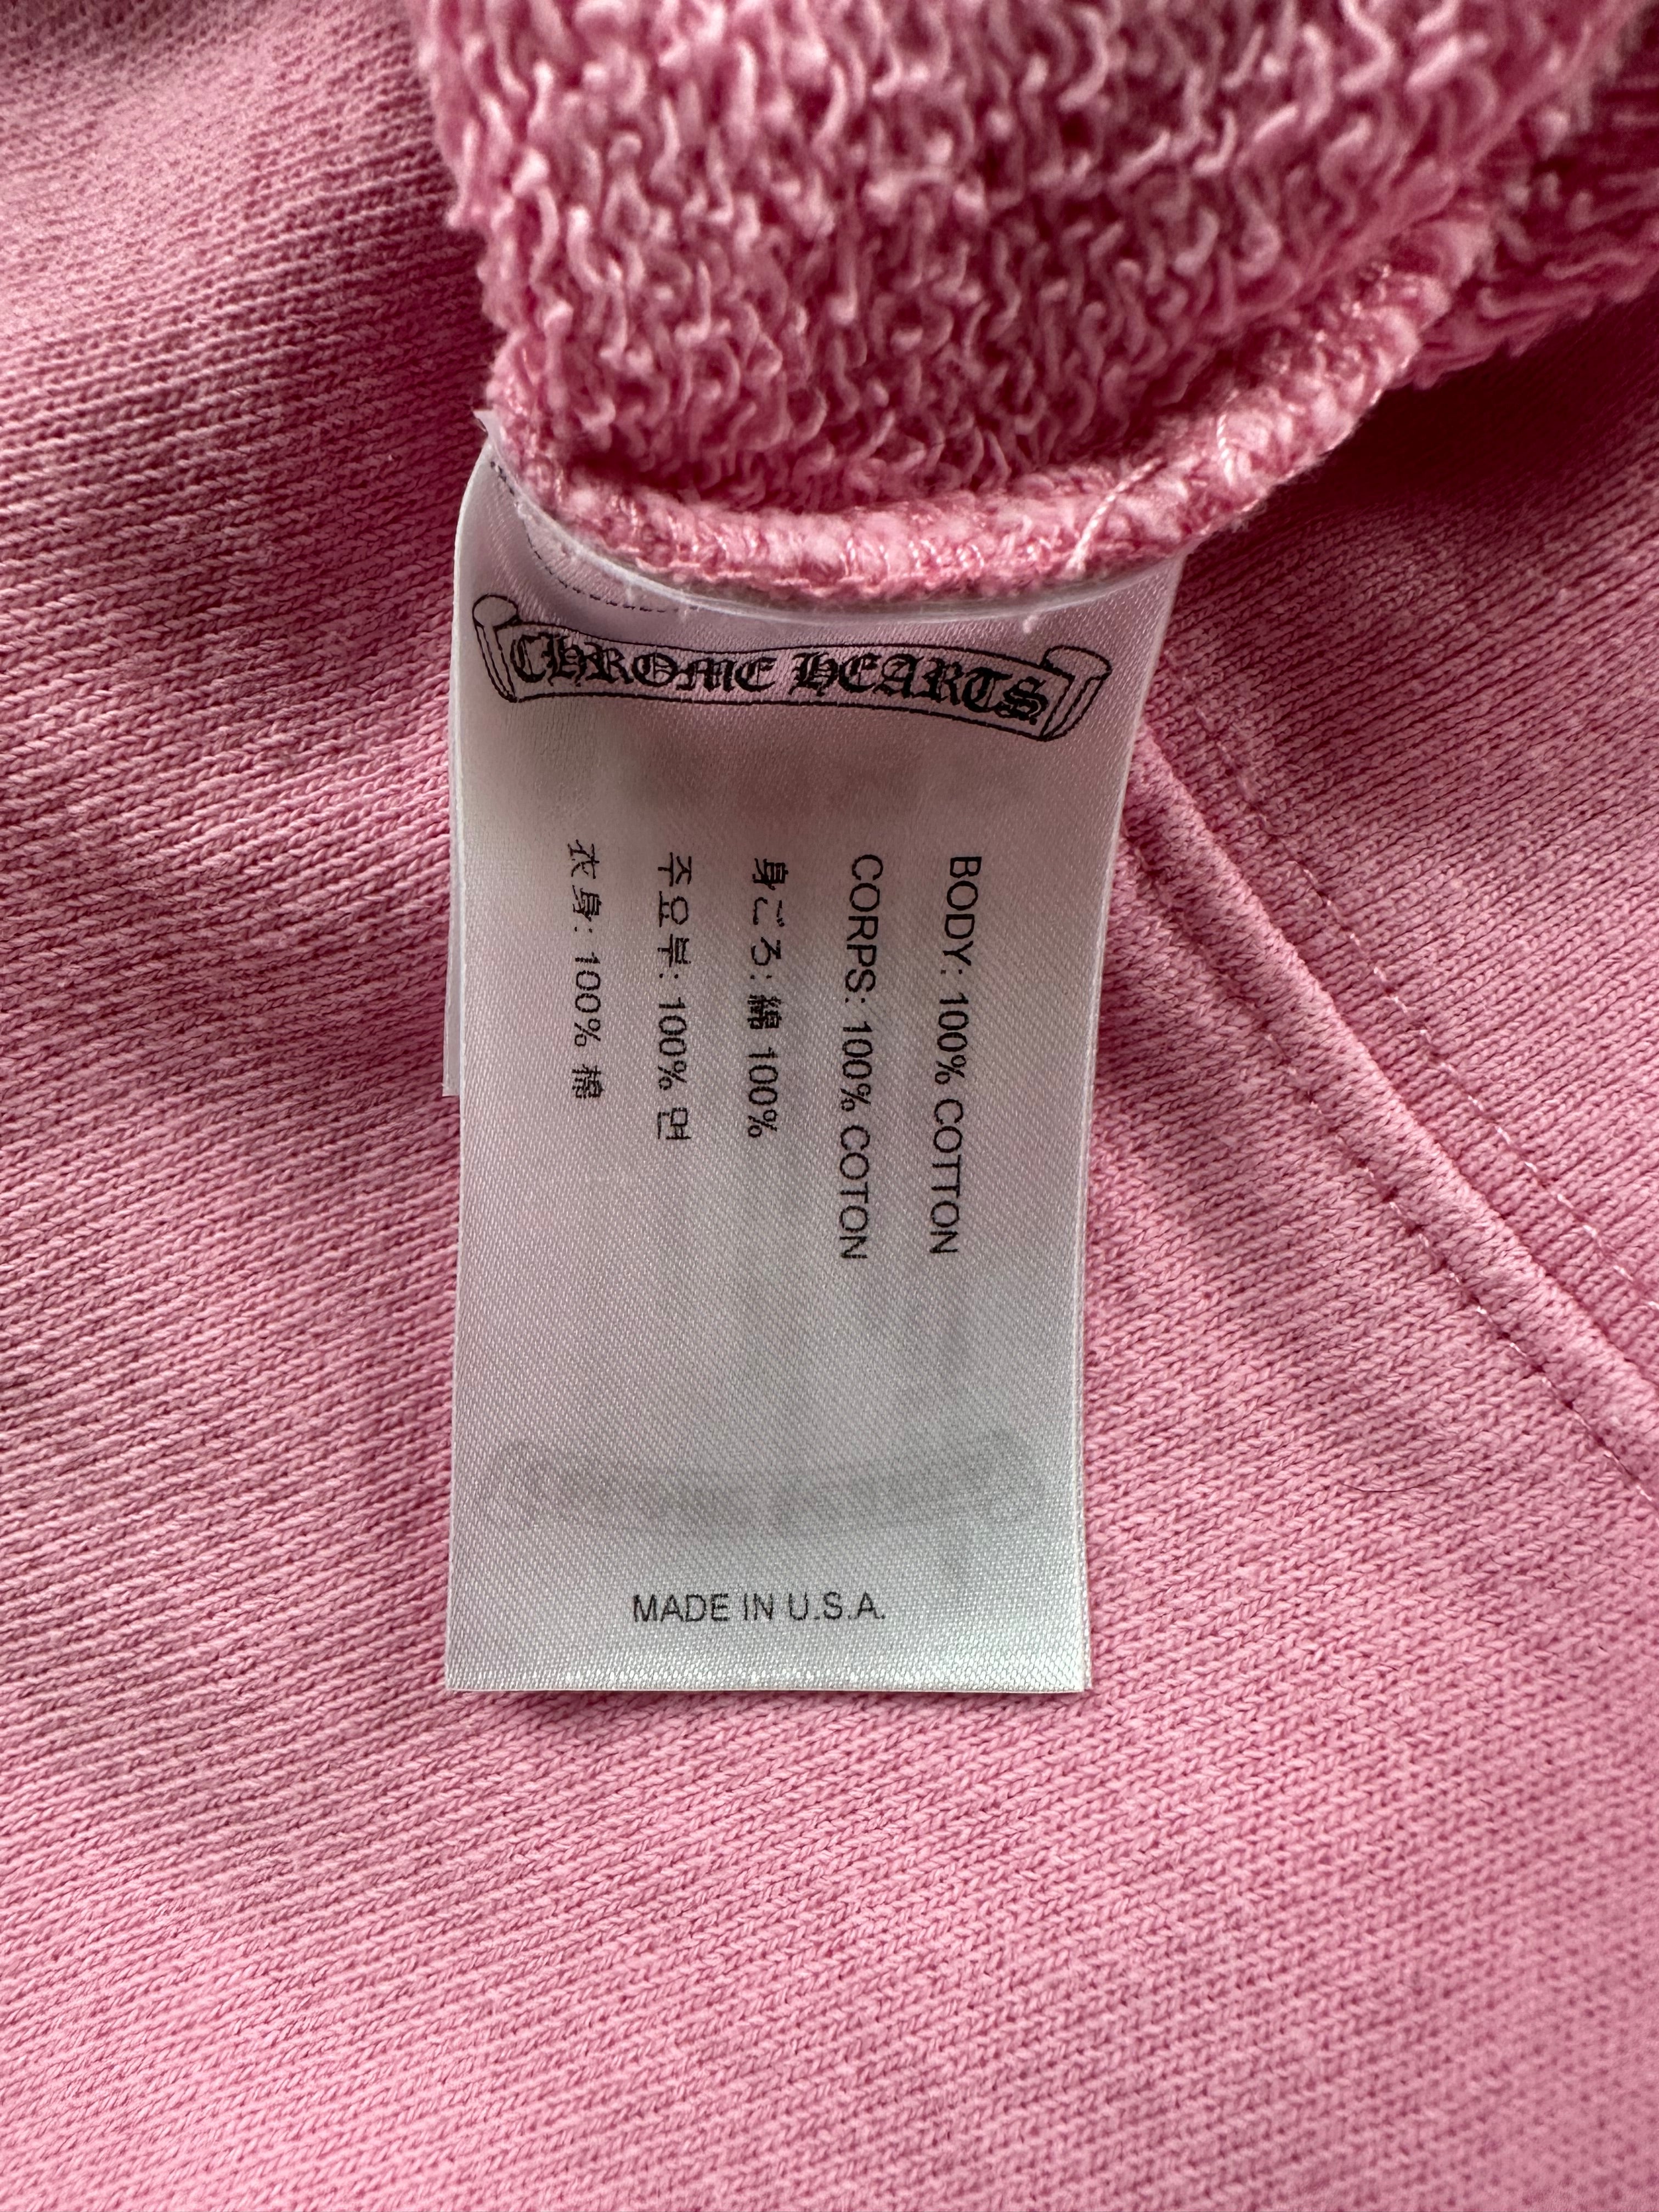 CHROME HEARTS
BODY: 100% COTTON
CORPS: 100% COTON
身ごろ: 綿 100%
주요부: 100% 면
衣身: 100% 棉
MADE IN U.S.A.